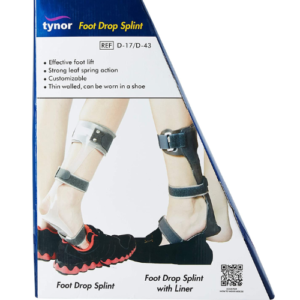 tynor Foot Drop Splint
REF D-17/D-43
• Effective foot lift
• Strong leaf spring action
• Customizable
• Thin walled, can be worn in a shoe
Foot Drop Splint
Foot Drop Splint
with Liner